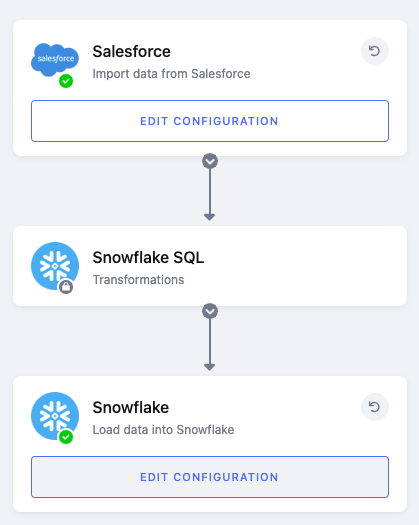 salesforce
Salesforce
Import data from Salesforce
EDIT CONFIGURATION
Snowflake SQL
Transformations
Snowflake
Load data into Snowflake
EDIT CONFIGURATION